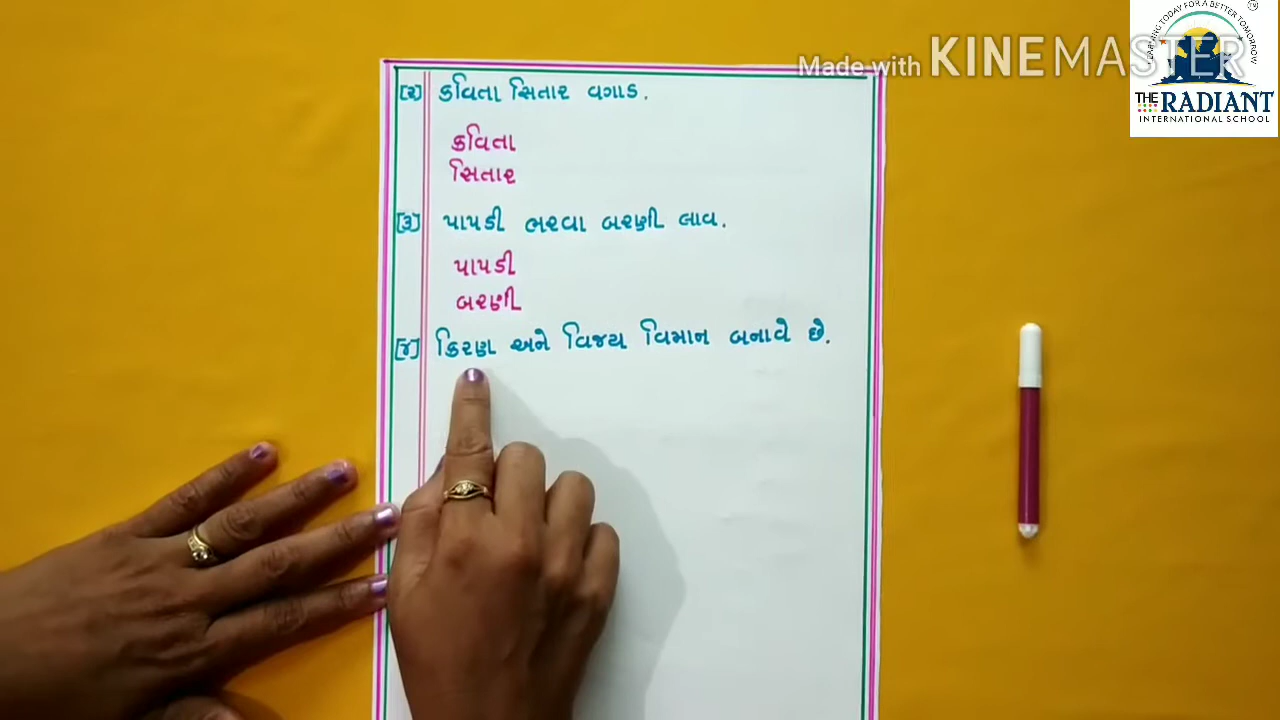 [૨] કવિતા સિતાર વગાડ.
કવિતા
સિતાર
[૩] પાપડી ભરવા બરણી લાવ.
પાપડી
બરણી
[૪] કિરણ અને વિજય વિમાન બનાવે છે.
Made with KINEMASTER
THE RADIANT
INTERNATIONAL SCHOOL